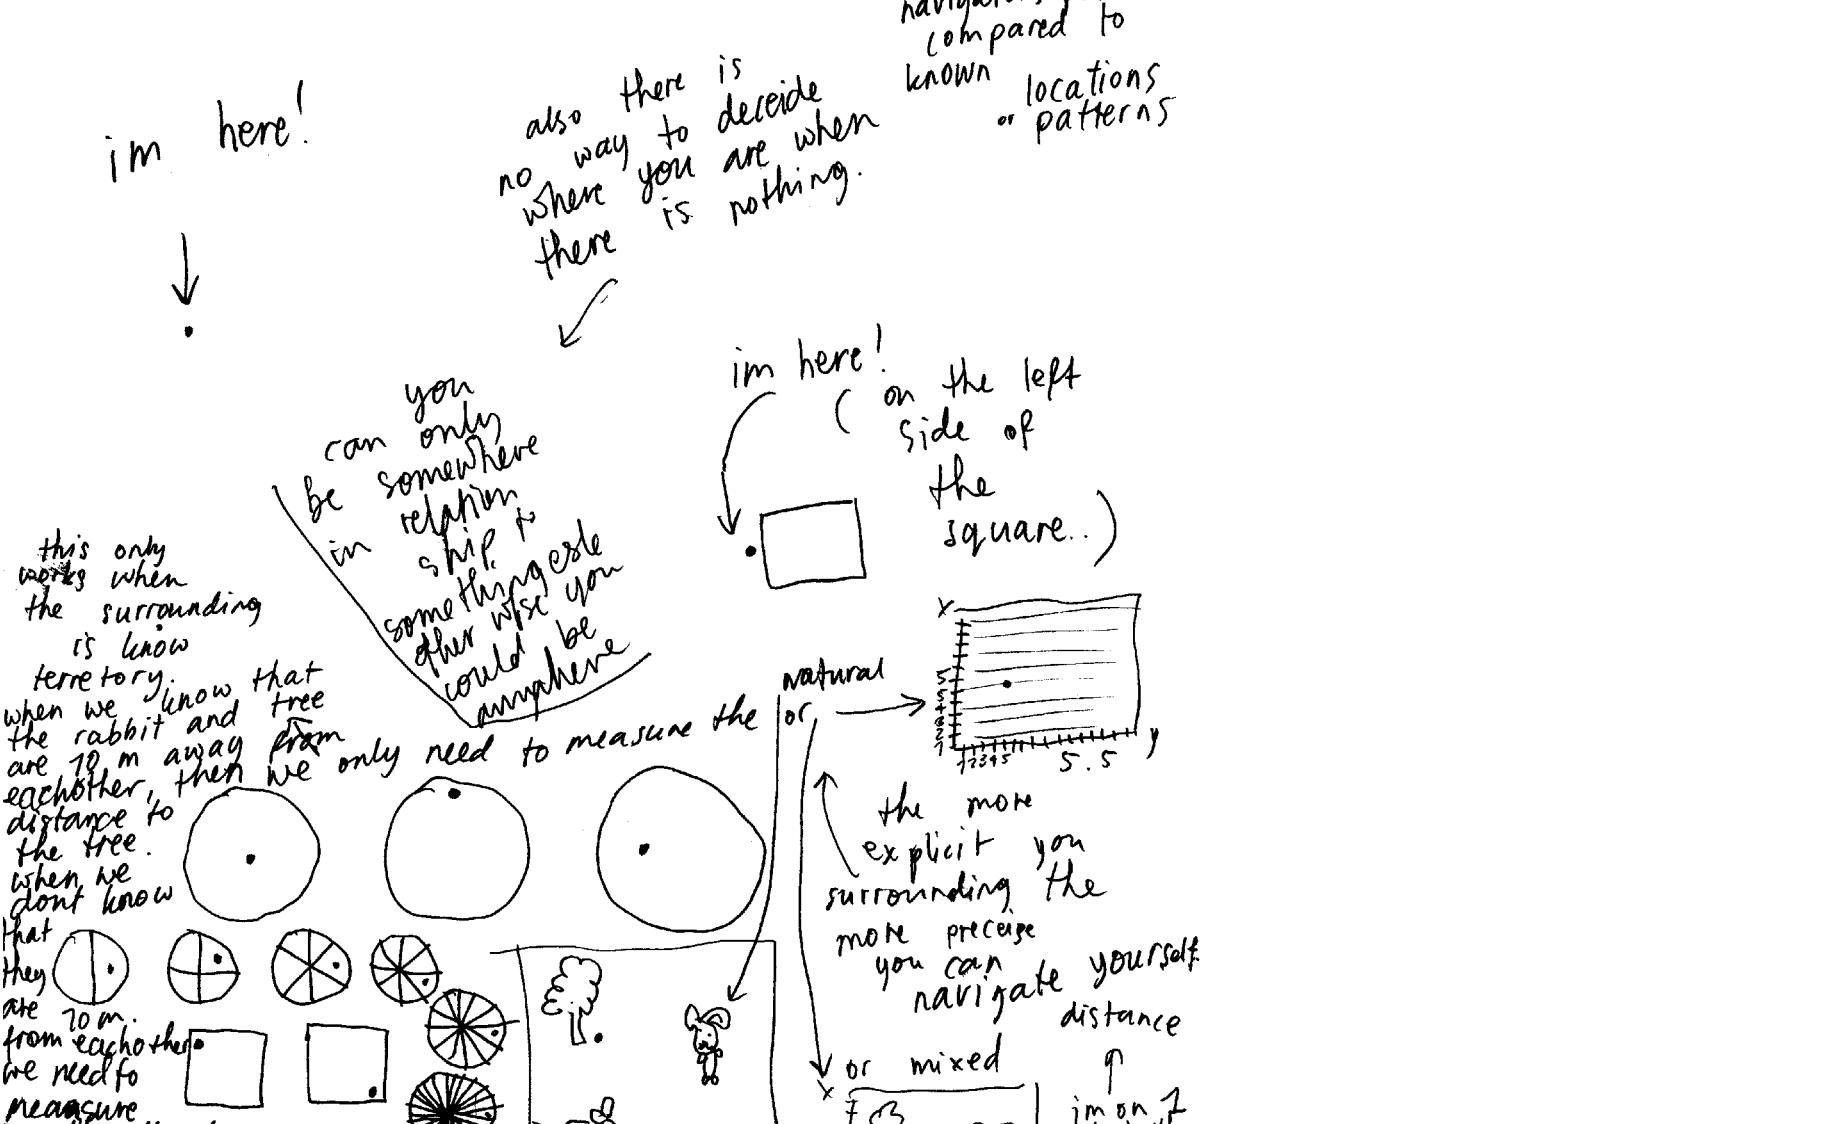 compared to
known
locations
or patterns
im here!
also there is
no way to deceide
where you are when
there is nothing.
you
can only
be somewhere
in relation
ship to
something esle
other wise you
could be
im here!
( on the left
side of
the
square..)
this only
works when
the surrounding
is know
terretory.
when we know that
the rabbit and tree
are 10 m away from
eachother, then we only need to measure the
distance to
the tree.
when we
dont know
that
they
are 10 m.
from eachother
we need to
meassure
natural
or
x
5.5
y
the more
explicit you
surrounding the
more preceise
you can
navigate yourself.
distance
or mixed
x
im on 7